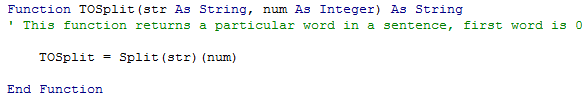 Function TOSplit(str As String, num As Integer) As String
' This function returns a particular word in a sentence, first word is 0
TOSplit = Split(str)(num)
End Function